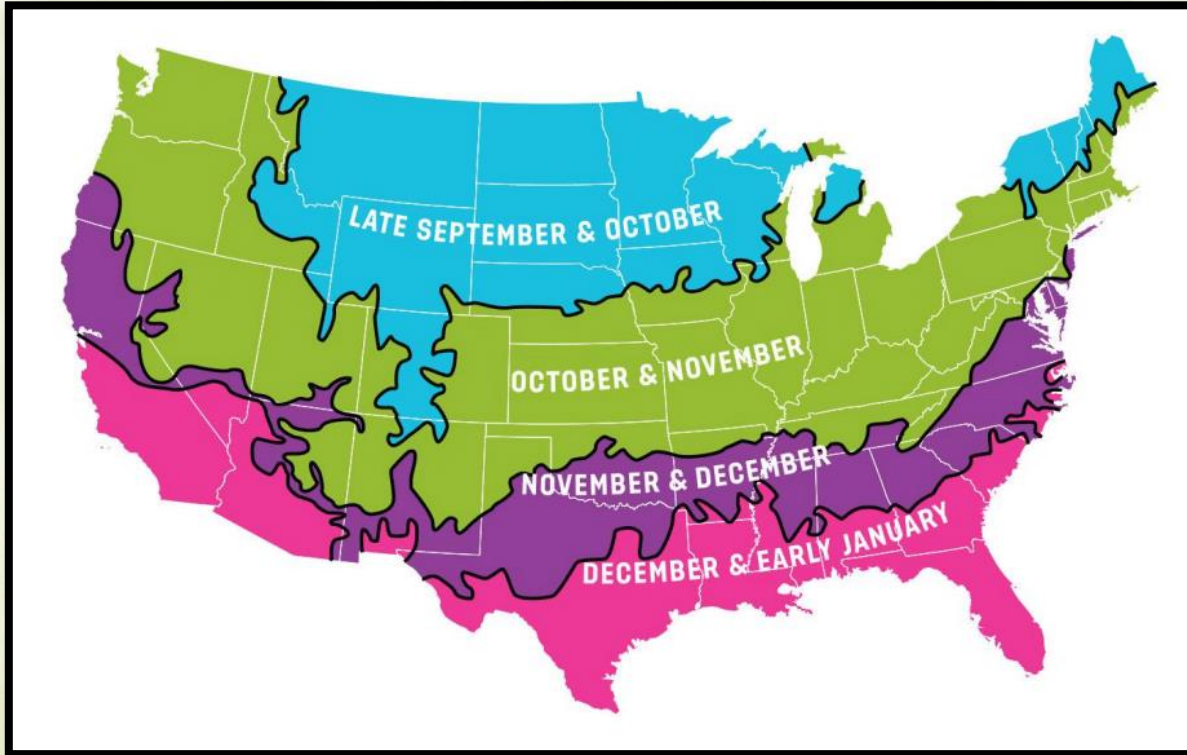 LATE SEPTEMBER & OCTOBER
OCTOBER & NOVEMBER
NOVEMBER & DECEMBER
DECEMBER & EARLY JANUARY